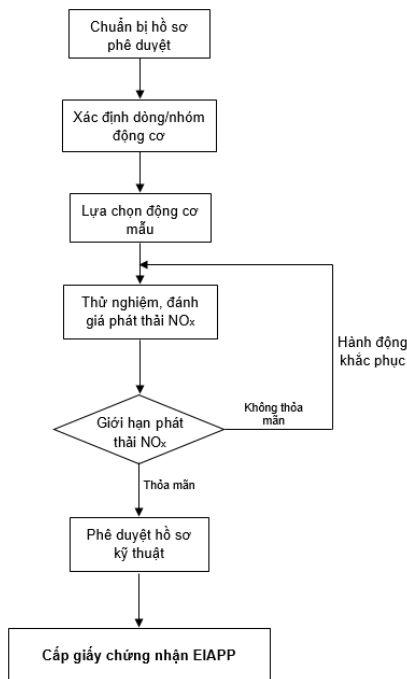 Chuẩn bị hồ sơ
phê duyệt
Xác định dòng/nhóm
động cơ
Lựa chọn động cơ
mẫu
Thử nghiệm, đánh
giá phát thải NOₓ
Hành động
khắc phục
Giới hạn phát
thải NOₓ
Không thỏa
mãn
Thỏa mãn
Phê duyệt hồ sơ
kỹ thuật
Cấp giấy chứng nhận EIAPP